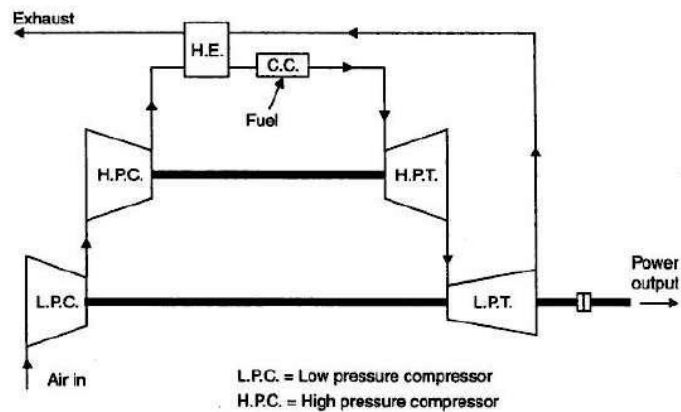 Exhaust
H.E.
C.C.
Fuel
H.P.C.
H.P.T.
L.P.C.
L.P.T.
Power
output
Air in
L.P.C. = Low pressure compressor
H.P.C. = High pressure compressor